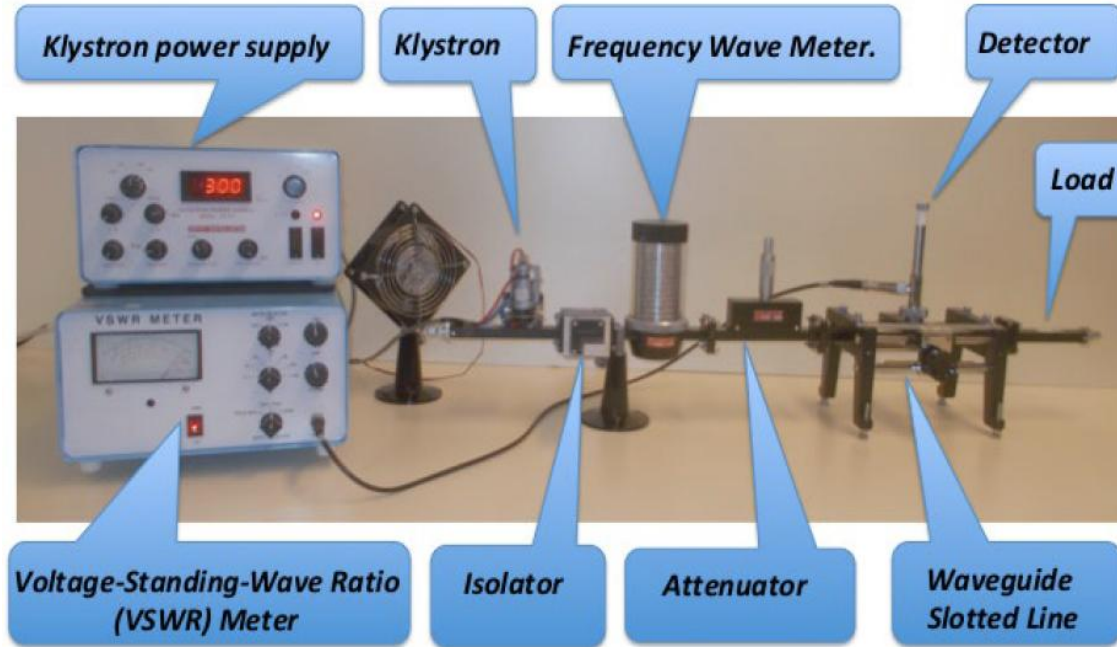 Klystron power supply
Klystron
Frequency Wave Meter.
Detector
Load
300
VSWR METER
Voltage-Standing-Wave Ratio
(VSWR) Meter
Isolator
Attenuator
Waveguide
Slotted Line